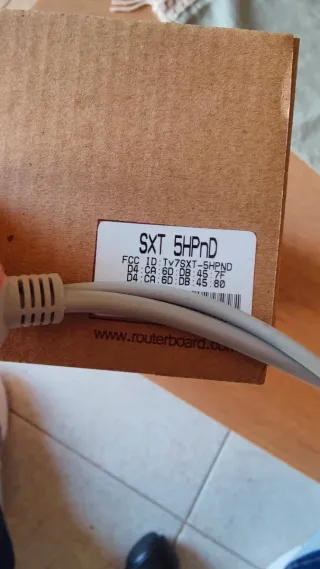 SXT 5HPnD
FCC ID:Tv7SXT-5HPND
D4:CA:6D:DB:45:7F
D4:CA:6D:DB:45:80
www.routerboard.com